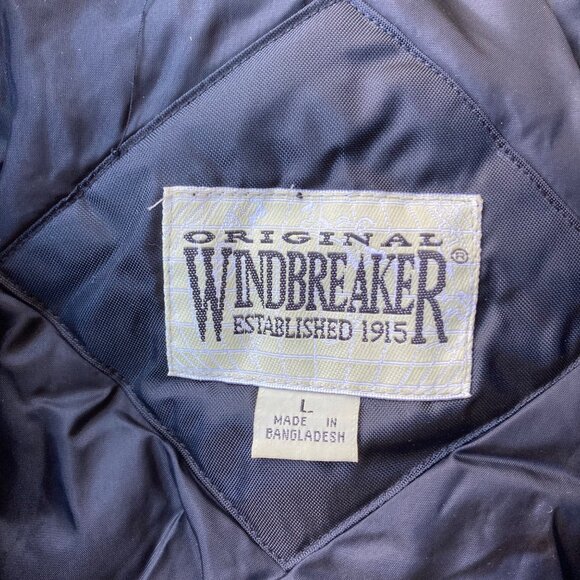 ORIGINAL
WINDBREAKER®
ESTABLISHED 1915
L
MADE IN
BANGLADESH